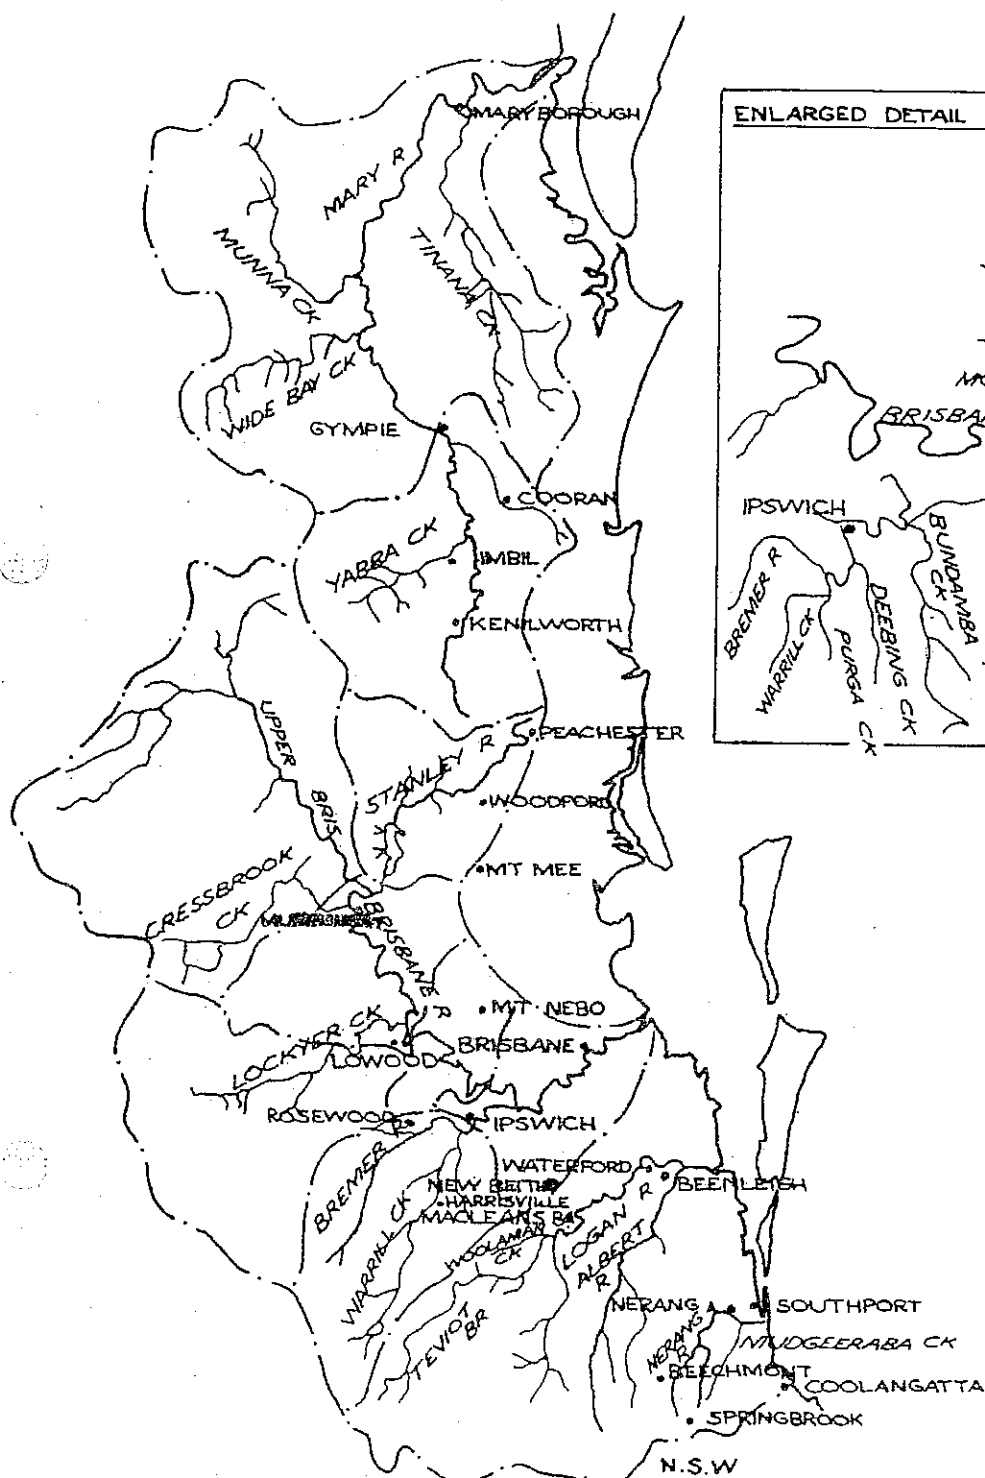 MARYBOROUGH
MARY R
MUNNA CK
TINANA CK
WIDE BAY CK
GYMPIE
COORAN
YABBA CK
IMBIL
KENILWORTH
UPPER BRIS
STANLEY R
PEACHESTER
WOODFORD
MT MEE
CRESSBROOK
CK
BRISBANE R
MT NEBO
LOCKYER CK
LOWOOD
BRISBANE
ROSEWOOD
IPSWICH
BREMER R
WATERFORD
BEENLEIGH
NEW BEITH
HARRISVILLE
MACLEANS B
WARRILL CK
WOOLAMAN
CK
LOGAN R
ALBERT R
TEVIOT
BR
NERANG
SOUTHPORT
NERANG R
MUDGEERABA CK
BEECHMONT
COOLANGATTA
SPRINGBROOK
N.S.W
ENLARGED DETAIL
BRISBA
IPSWICH
BREMER R
WARRILL CK
PURGA CK
DEEBING CK
BUNDAMBA
CK